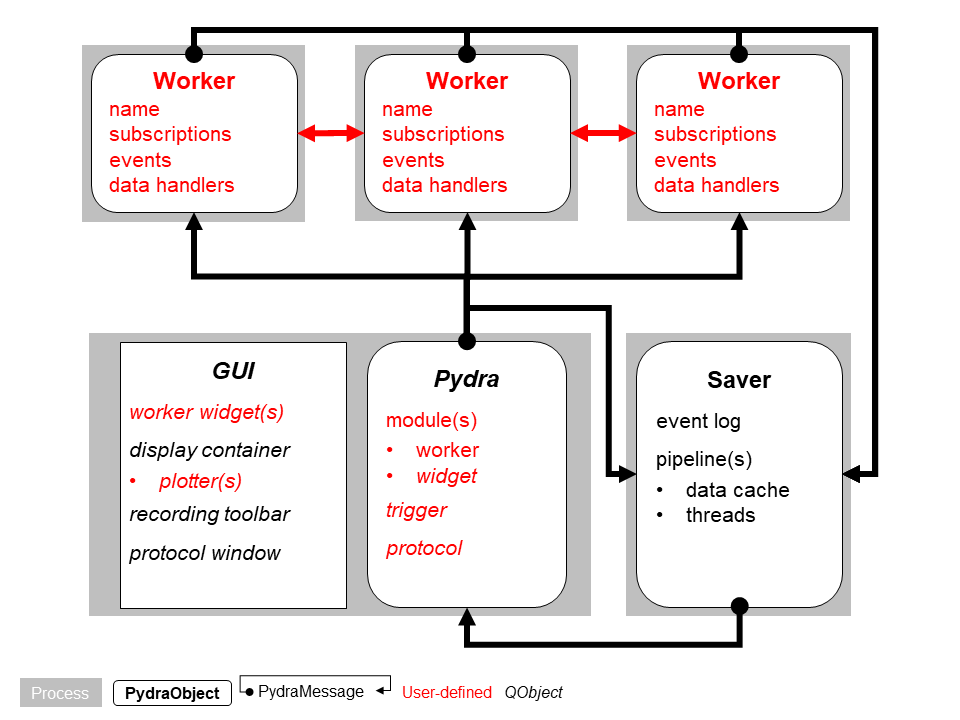 Worker
name
subscriptions
events
data handlers
Worker
name
subscriptions
events
data handlers
Worker
name
subscriptions
events
data handlers
GUI
worker widget(s)
display container
• plotter(s)
recording toolbar
protocol window
Pydra
module(s)
• worker
• widget
trigger
protocol
Saver
event log
pipeline(s)
• data cache
• threads
Process
PydraObject
PydraMessage
User-defined
QObject